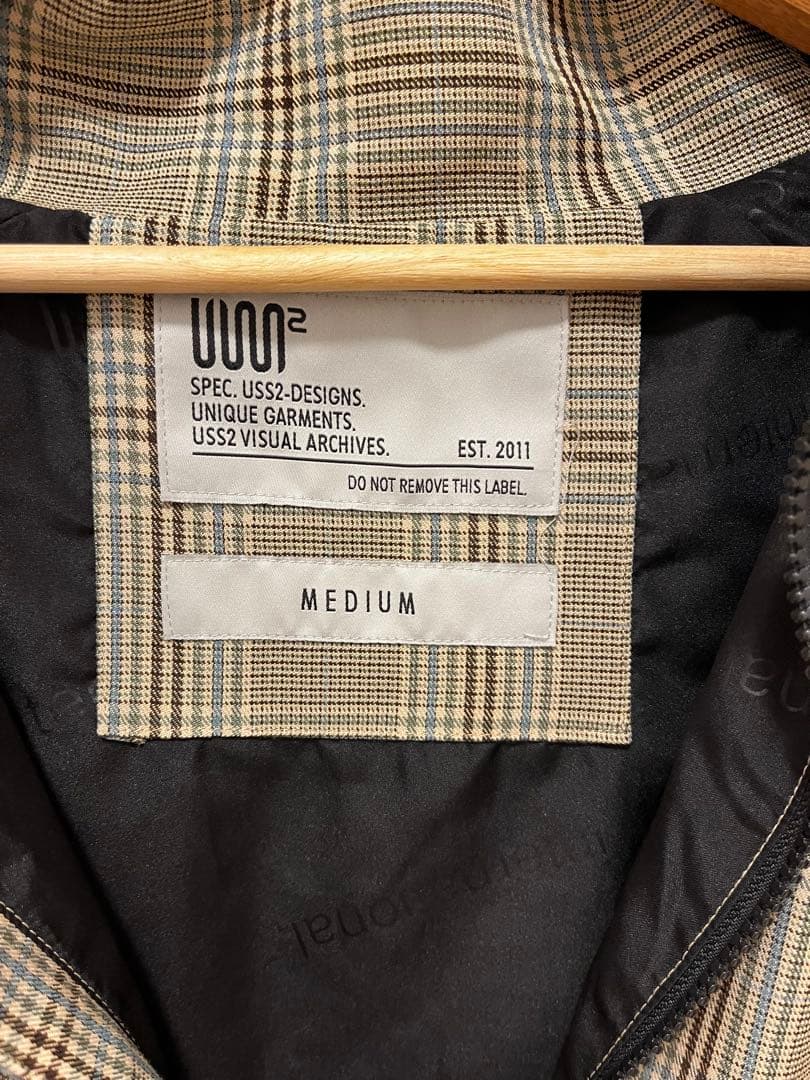 SPEC. USS2-DESIGNS.
UNIQUE GARMENTS.
USS2 VISUAL ARCHIVES. EST. 2011
DO NOT REMOVE THIS LABEL.
MEDIUM